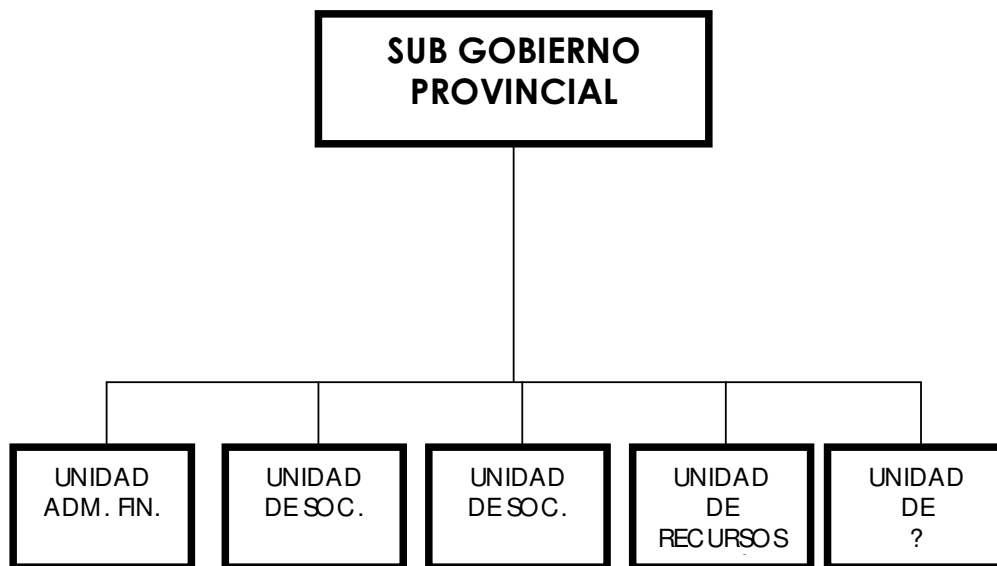 SUB GOBIERNO
PROVINCIAL
UNIDAD
ADM. FIN.
UNIDAD
DE SOC.
UNIDAD
DE SOC.
UNIDAD
DE
RECURSOS
UNIDAD
DE
?